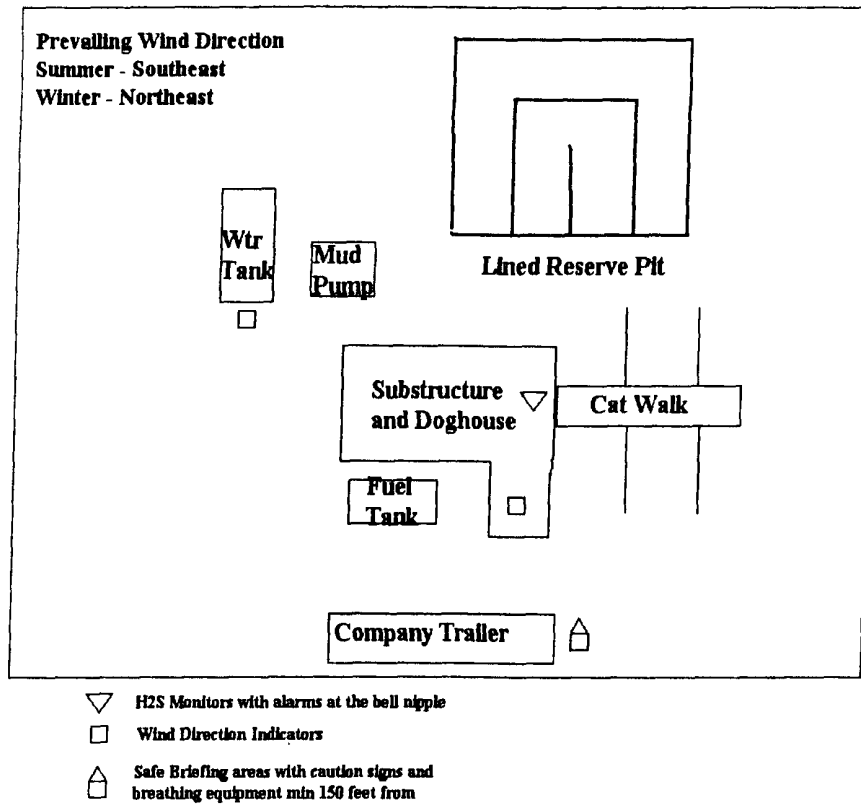 Prevailing Wind Direction
Summer - Southeast
Winter - Northeast
Wtr
Tank
Mud
Pump
Lined Reserve Pit
Substructure
and Doghouse
Cat Walk
Fuel
Tank
Company Trailer
H2S Monitors with alarms at the bell nipple
Wind Direction Indicators
Safe Briefing areas with caution signs and
breathing equipment min 150 feet from